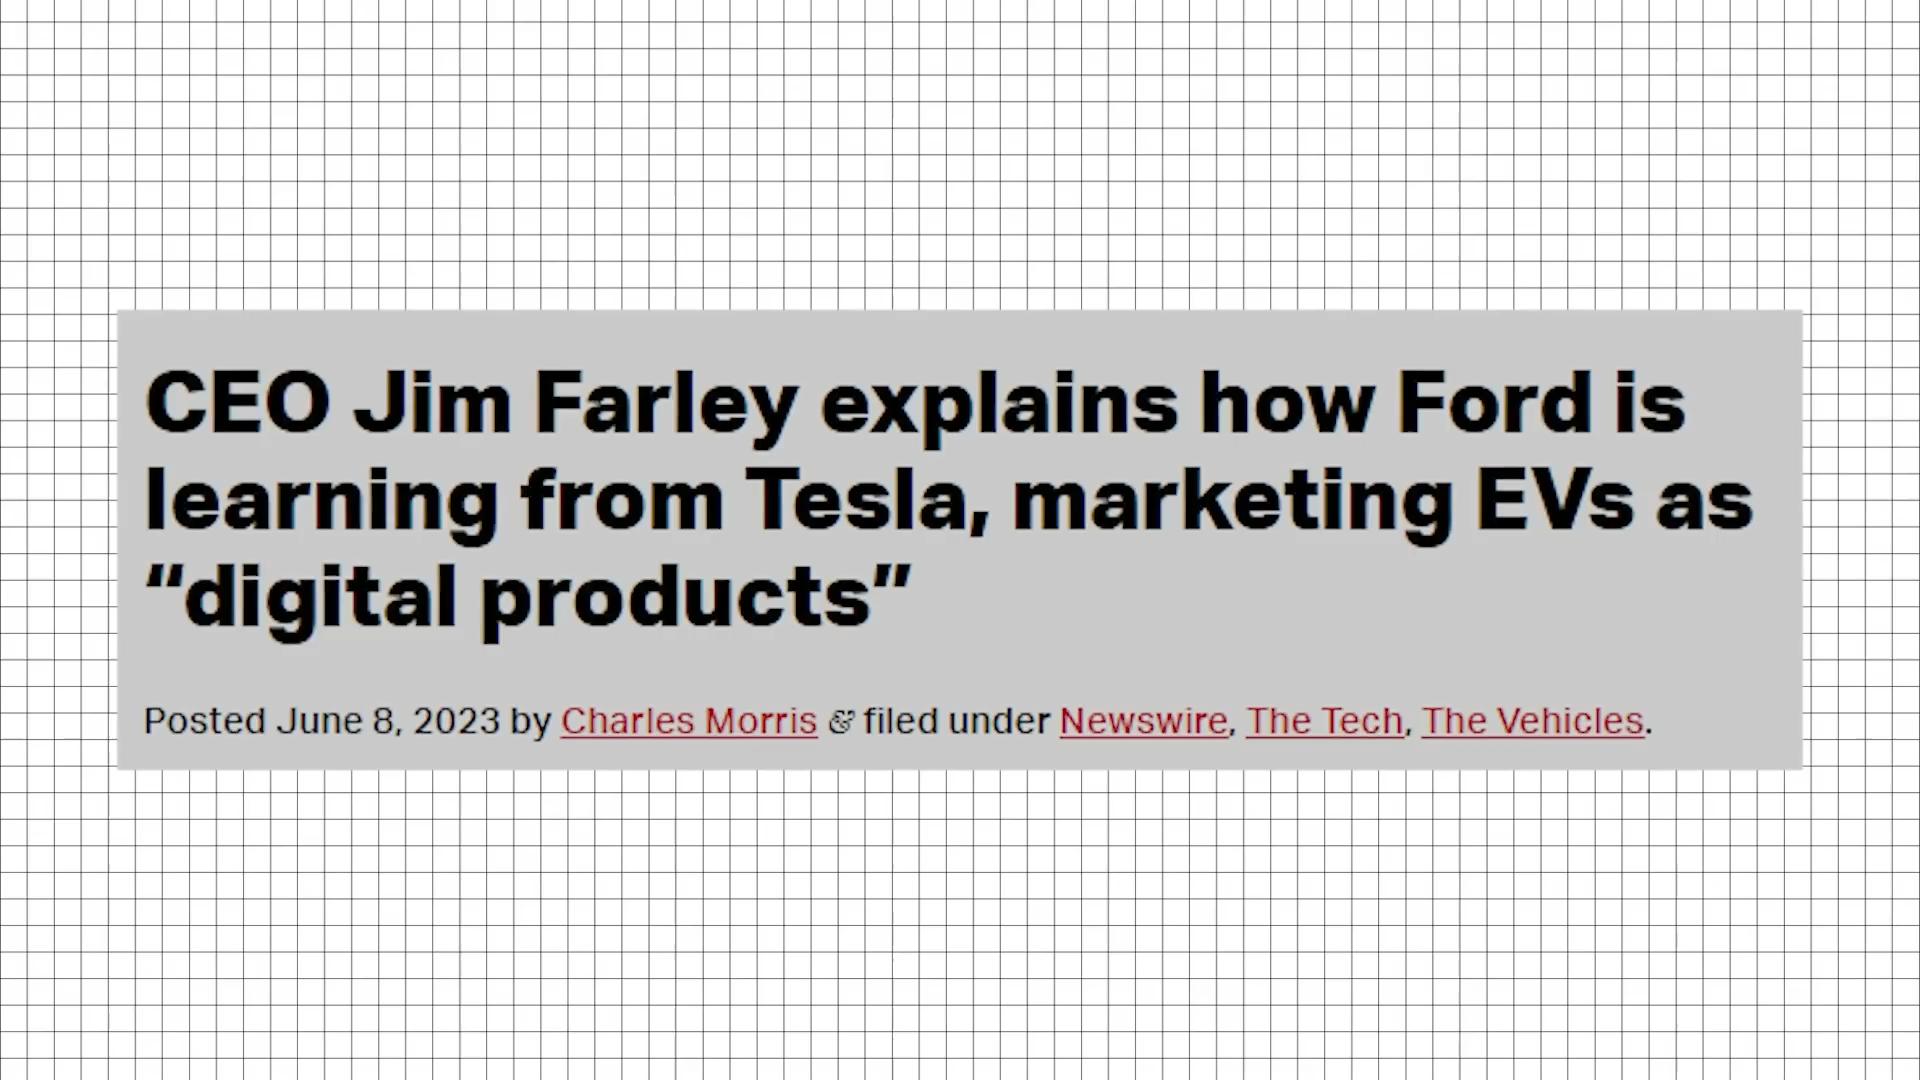 CEO Jim Farley explains how Ford is
learning from Tesla, marketing EVs as
“digital products”
Posted June 8, 2023 by Charles Morris & filed under Newswire, The Tech, The Vehicles.